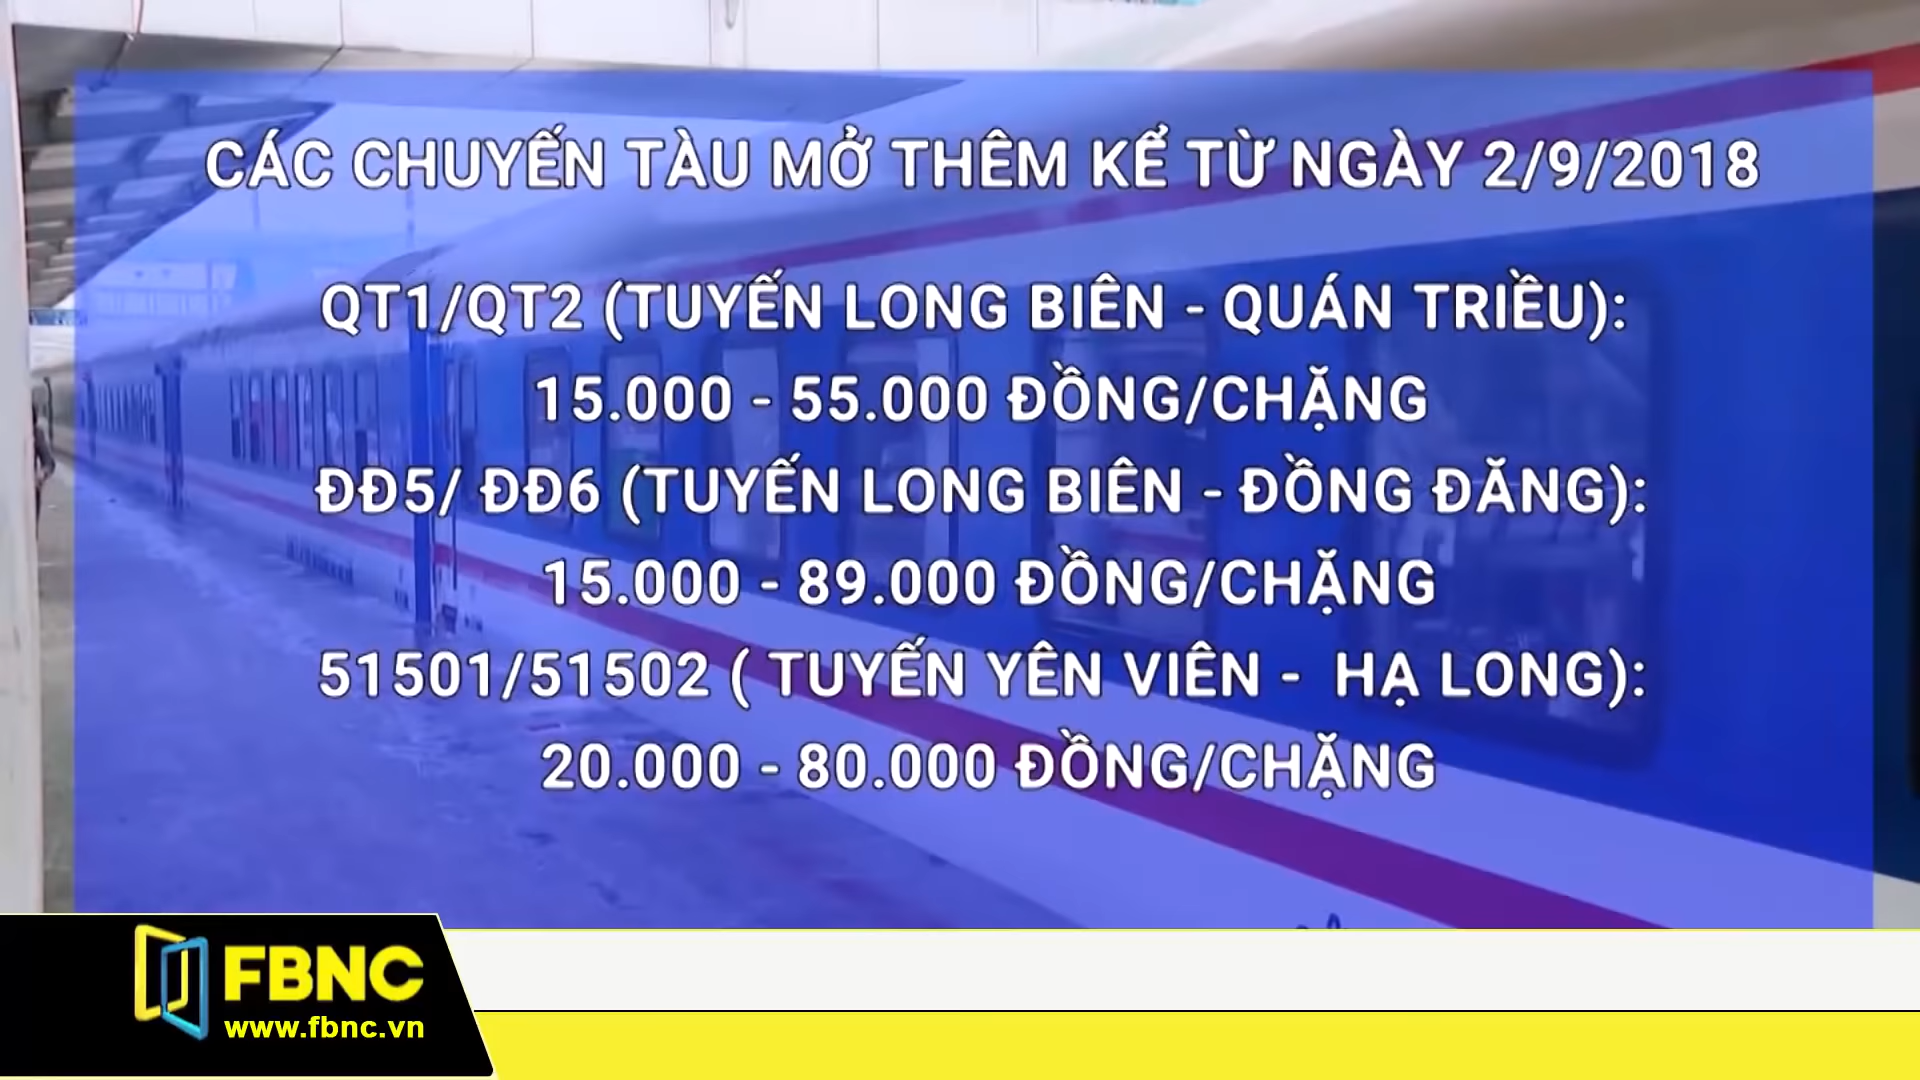 CÁC CHUYẾN TÀU MỞ THÊM KỂ TỪ NGÀY 2/9/2018
QT1/QT2 (TUYẾN LONG BIÊN - QUÁN TRIỀU):
15.000 - 55.000 ĐỒNG/CHẶNG
ĐĐ5/ ĐĐ6 (TUYẾN LONG BIÊN - ĐỒNG ĐĂNG):
15.000 - 89.000 ĐỒNG/CHẶNG
51501/51502 ( TUYẾN YÊN VIÊN - HẠ LONG):
20.000 - 80.000 ĐỒNG/CHẶNG
FBNC
www.fbnc.vn